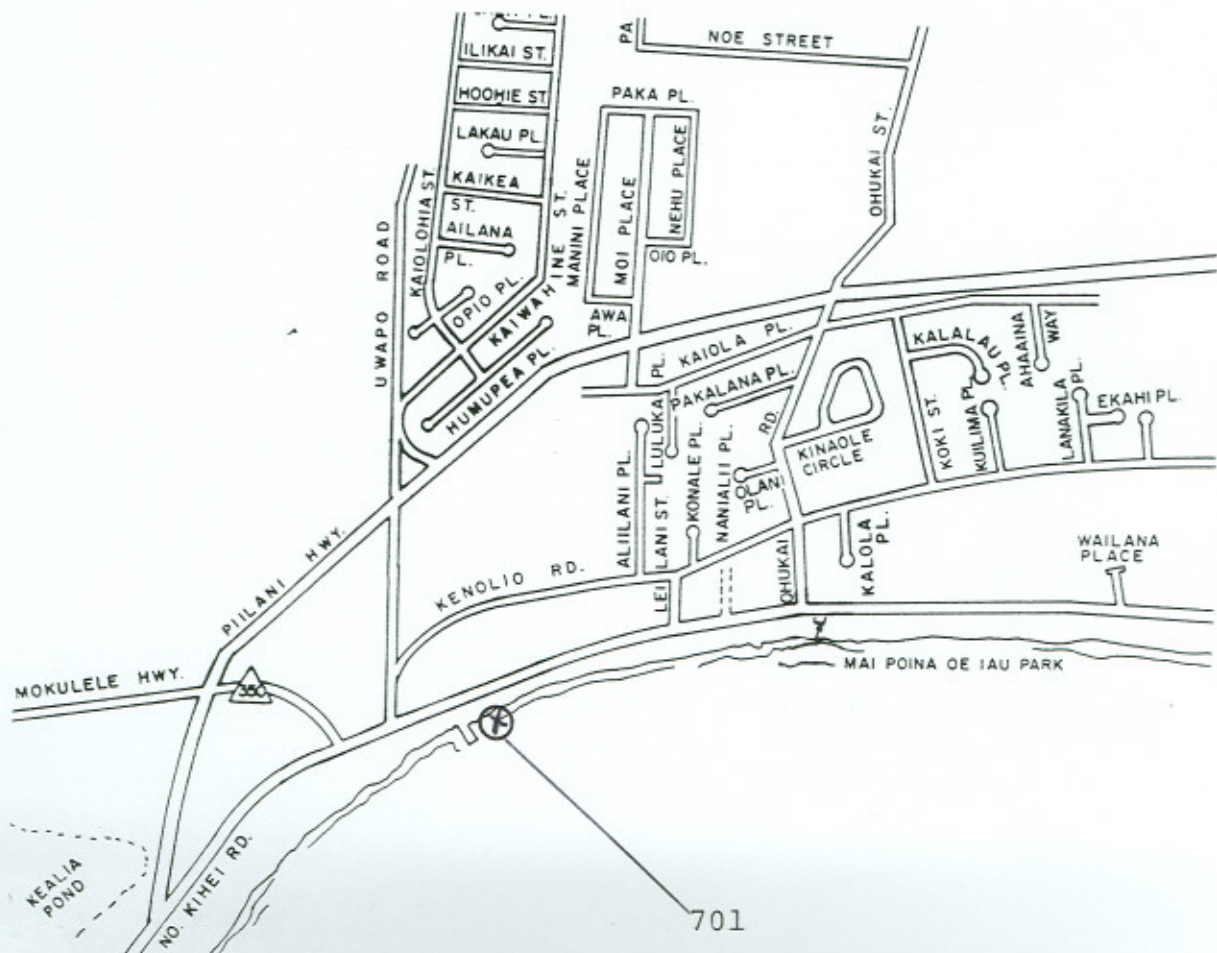 ILIKAI ST.
HOOHIE ST.
LAKAU PL.
KAIKEA
ST.
AILANA
PL.
OPIO PL.
KAIOLOHIA ST.
UWAPO ROAD
KAIWAHINE ST.
HUMUPEA PL.
PA
NOE STREET
PAKA PL.
MANINI PLACE
MOI PLACE
NEHU PLACE
OIO PL.
AWA
PL.
OHUKAI ST.
KAIOLA PL.
PAKALANA PL.
LULUKA PL.
ALIILANI PL.
LEILANI ST.
KONALE PL.
NANIALII PL.
OLANI
PL.
OHUKAI RD.
KINAOLE
CIRCLE
KOKI ST.
KALALAU PL.
KUILIMA PL.
AHAAINA
WAY
LANAKILA
PL.
EKAHI PL.
KALOLA
PL.
WAILANA
PLACE
PIILANI HWY.
KENOLIO RD.
MOKULELE HWY.
350
MAI POINA OE IAU PARK
NO. KIHEI RD.
KEALIA
POND
701